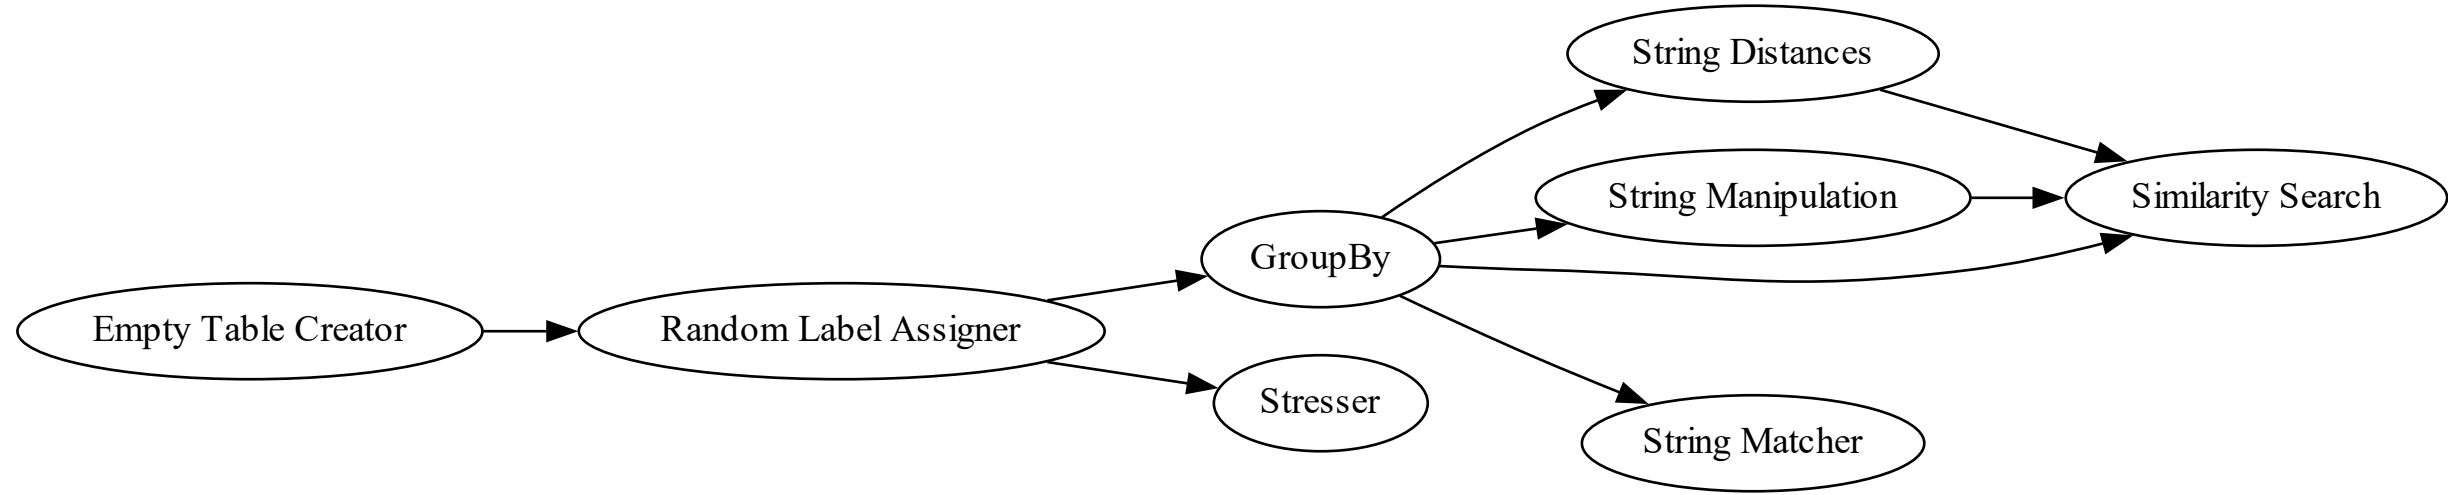 Empty Table Creator
Random Label Assigner
GroupBy
Stresser
String Distances
String Manipulation
String Matcher
Similarity Search